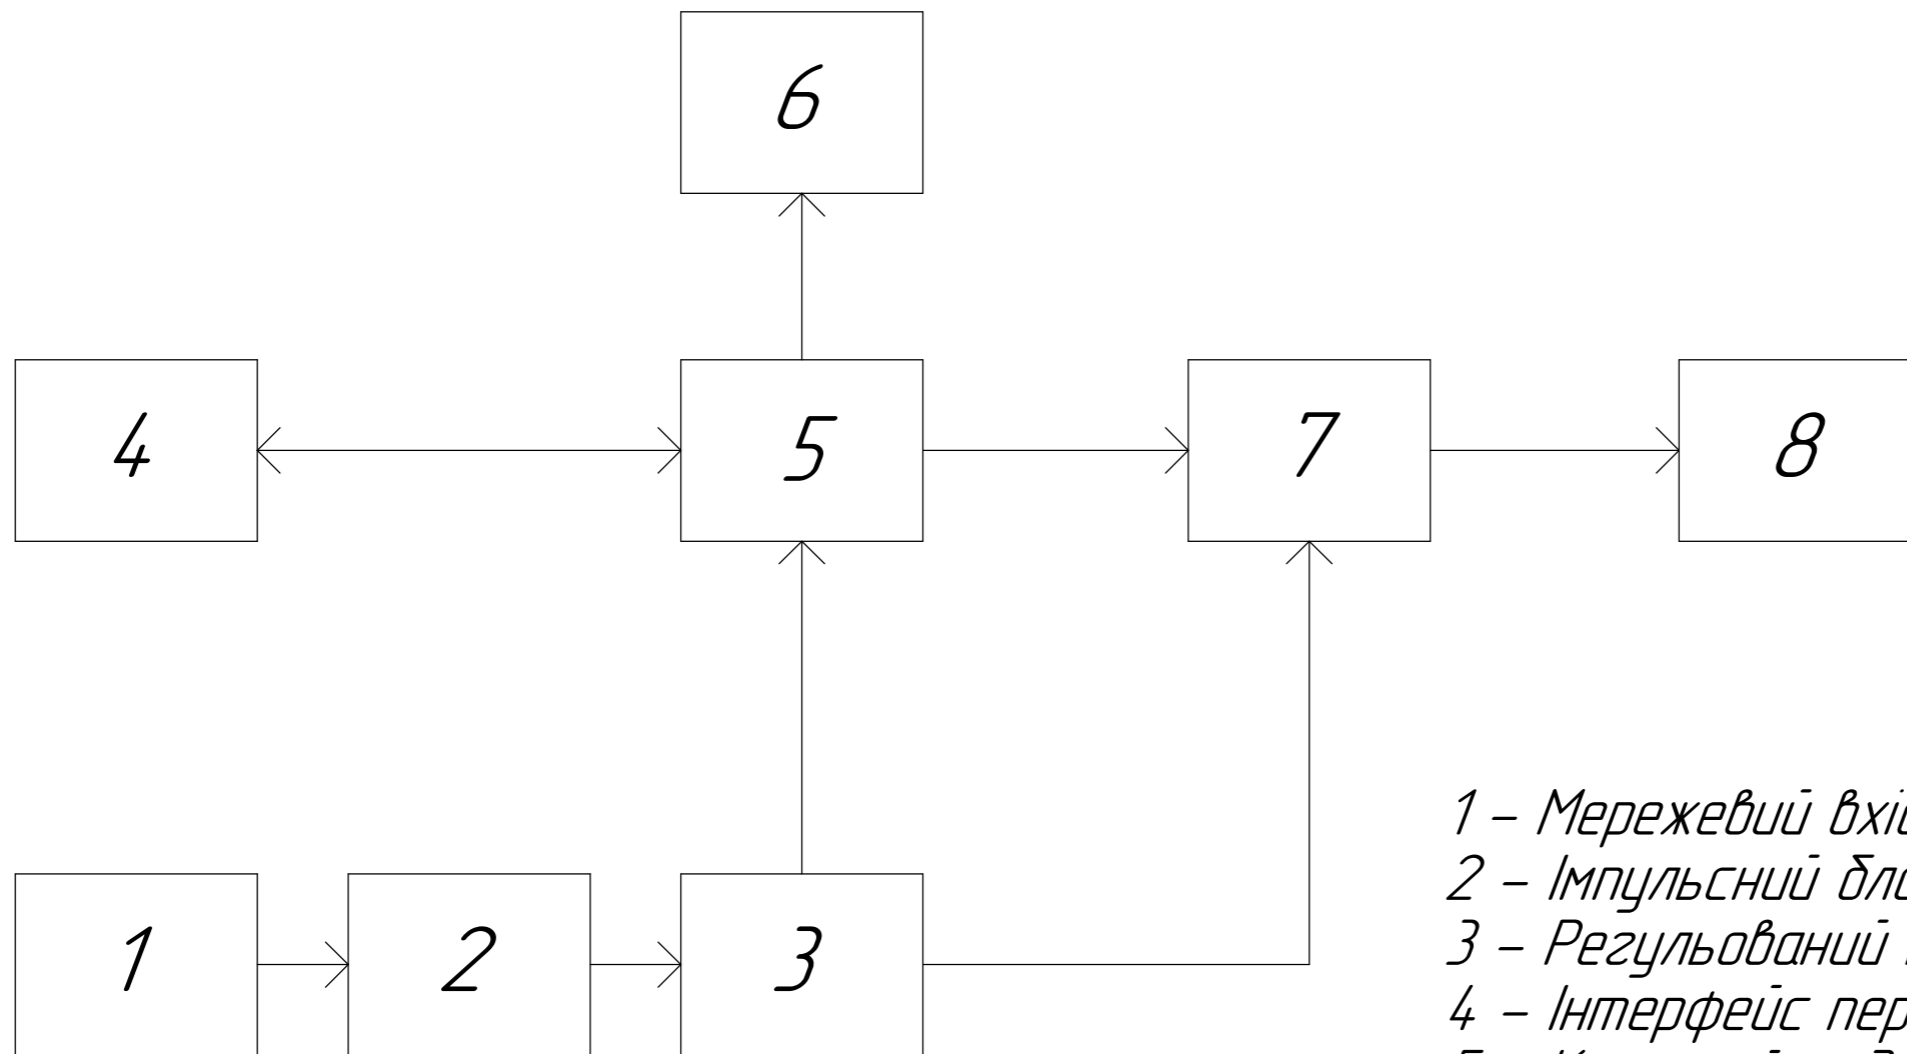 6
4 5 7 8
1 2 3
1 – Мережевий
2 – Імпульсний
3 – Регульований
4 – Інтерфейс